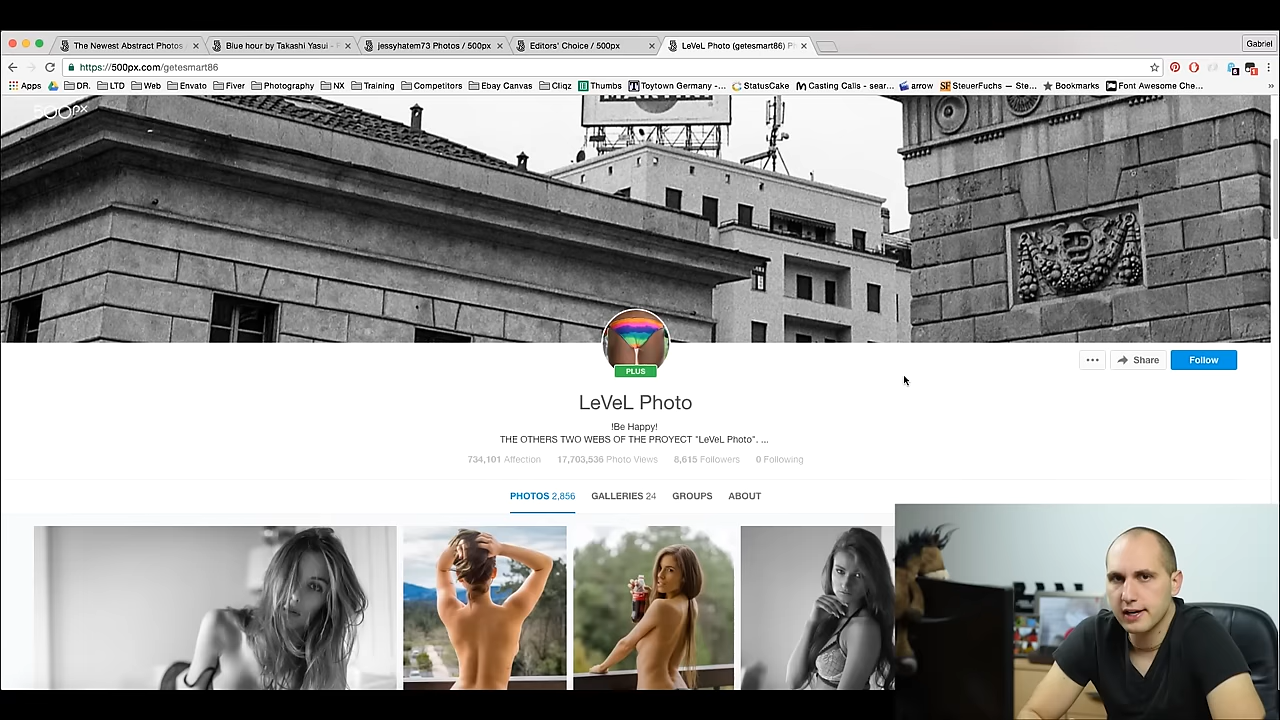 The Newest Abstract Photos
Blue hour by Takashi Yasui -
jessyhatem73 Photos / 500px
Editors' Choice / 500px
LeVeL Photo (getesmart86) P
Gabriel
https://500px.com/getesmart86
Apps DR. LTD Web Envato Fiver Photography NX Training Competitors Ebay Canvas Cliqz Thumbs Toytown Germany -... StatusCake Casting Calls - sear... arrow SteuerFuchs — Ste... Bookmarks Font Awesome Che... »
500px
PLUS
Share Follow
LeVeL Photo
!Be Happy!
THE OTHERS TWO WEBS OF THE PROYECT "LeVeL Photo". ...
734,101 Affection 17,703,536 Photo Views 8,615 Followers 0 Following
PHOTOS 2,856 GALLERIES 24 GROUPS ABOUT